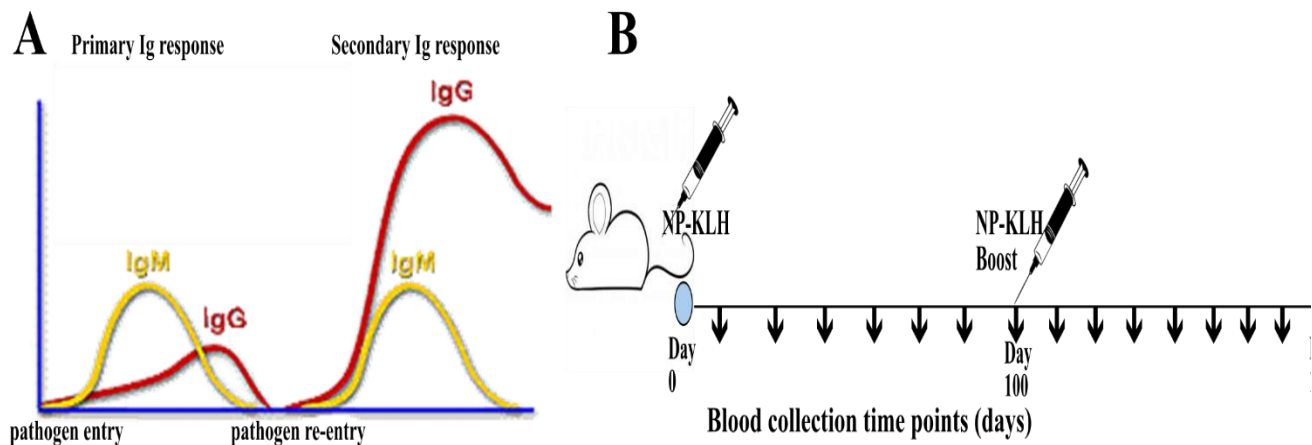 A
Primary Ig response
Secondary Ig response
IgG
IgM
IgG
IgM
pathogen entry
pathogen re-entry
B
NP-KLH
NP-KLH
Boost
Day
0
Day
100
Blood collection time points (days)